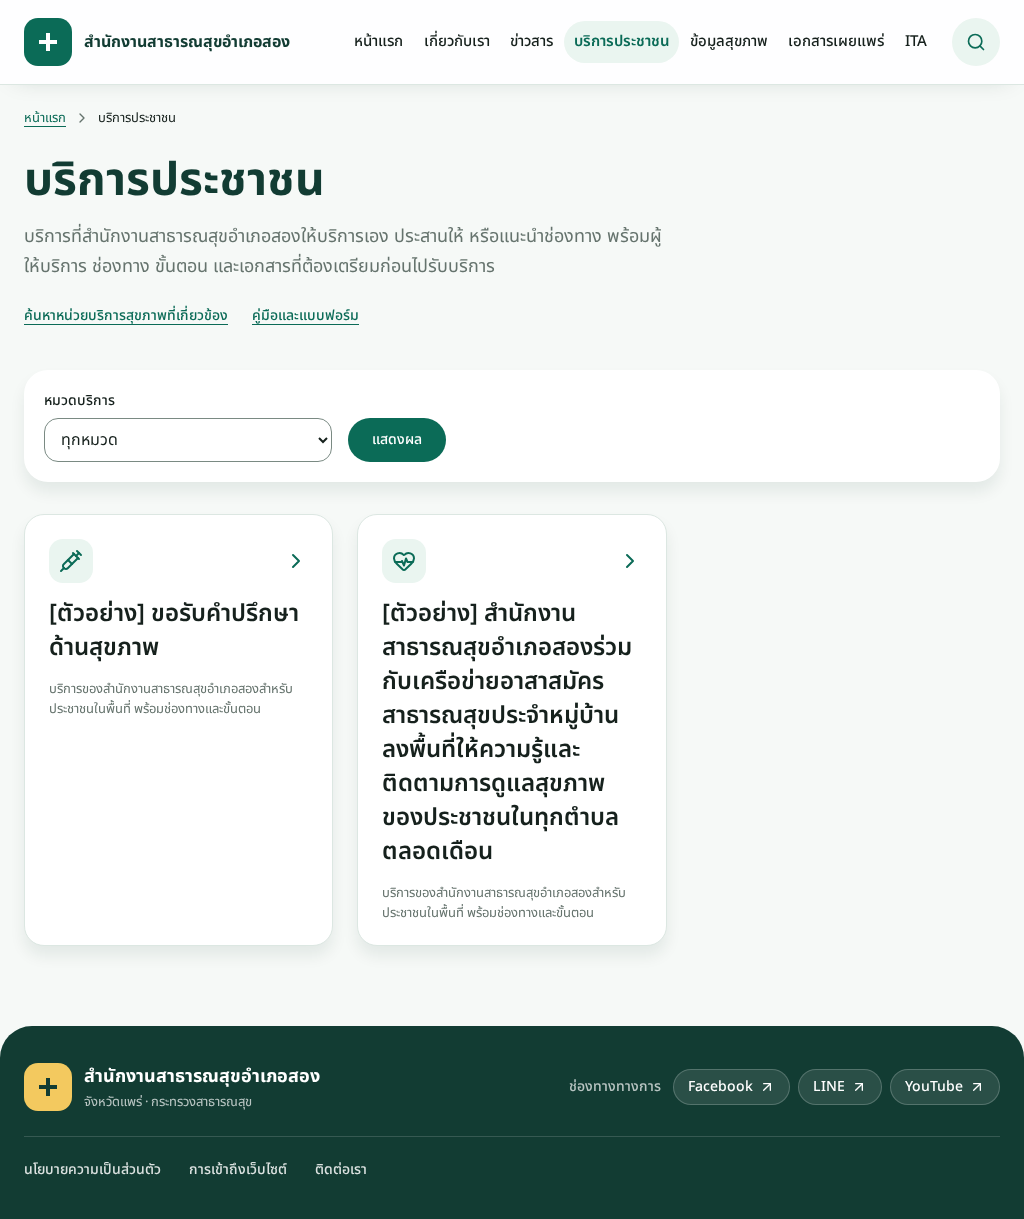 สำนักงานสาธารณสุขอำเภอสอง
หน้าแรก
เกี่ยวกับเรา
ข่าวสาร
บริการประชาชน
ข้อมูลสุขภาพ
เอกสารเผยแพร่
ITA
หน้าแรก
บริการประชาชน
บริการประชาชน
บริการที่สำนักงานสาธารณสุขอำเภอสองให้บริการเอง ประสานให้ หรือแนะนำช่องทาง พร้อมผู้
ให้บริการ ช่องทาง ขั้นตอน และเอกสารที่ต้องเตรียมก่อนไปรับบริการ
ค้นหาหน่วยบริการสุขภาพที่เกี่ยวข้อง
คู่มือและแบบฟอร์ม
หมวดบริการ
ทุกหมวด
แสดงผล
[ตัวอย่าง] ขอรับคำปรึกษา
ด้านสุขภาพ
บริการของสำนักงานสาธารณสุขอำเภอสองสำหรับ
ประชาชนในพื้นที่ พร้อมช่องทางและขั้นตอน
[ตัวอย่าง] สำนักงาน
สาธารณสุขอำเภอสองร่วม
กับเครือข่ายอาสาสมัคร
สาธารณสุขประจำหมู่บ้าน
ลงพื้นที่ให้ความรู้และ
ติดตามการดูแลสุขภาพ
ของประชาชนในทุกตำบล
ตลอดเดือน
บริการของสำนักงานสาธารณสุขอำเภอสองสำหรับ
ประชาชนในพื้นที่ พร้อมช่องทางและขั้นตอน
สำนักงานสาธารณสุขอำเภอสอง
จังหวัดแพร่ · กระทรวงสาธารณสุข
ช่องทางทางการ
Facebook
LINE
YouTube
นโยบายความเป็นส่วนตัว
การเข้าถึงเว็บไซต์
ติดต่อเรา